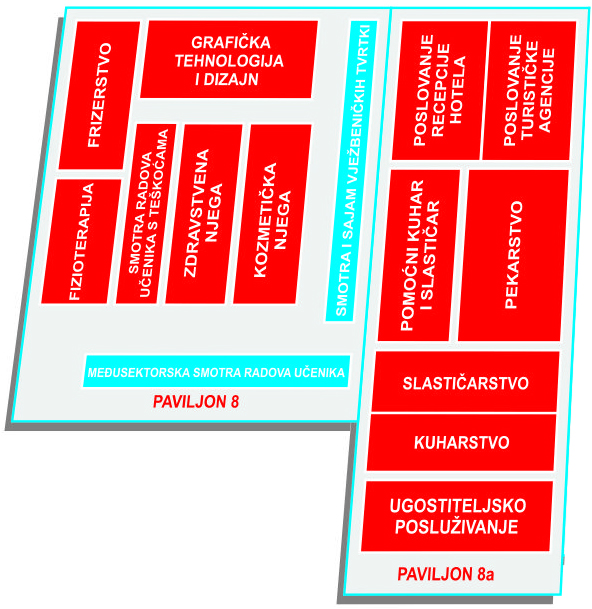 FRIZERSTVO
GRAFIČKA
TEHNOLOGIJA
I DIZAJN
FIZIOTERAPIJA
SMOTRA RADOVA
UČENIKA S TEŠKOĆAMA
ZDRAVSTVENA
NJEGA
KOZMETIČKA
NJEGA
SMOTRA I SAJAM VJEŽBENIČKIH TVRTKI
MEĐUSEKTORSKA SMOTRA RADOVA UČENIKA
PAVILJON 8
POSLOVANJE
RECEPCIJE
HOTELA
POSLOVANJE
TURISTIČKE
AGENCIJE
POMOĆNI KUHAR
I SLASTIČAR
PEKARSTVO
SLASTIČARSTVO
KUHARSTVO
UGOSTITELJSKO
POSLUŽIVANJE
PAVILJON 8a